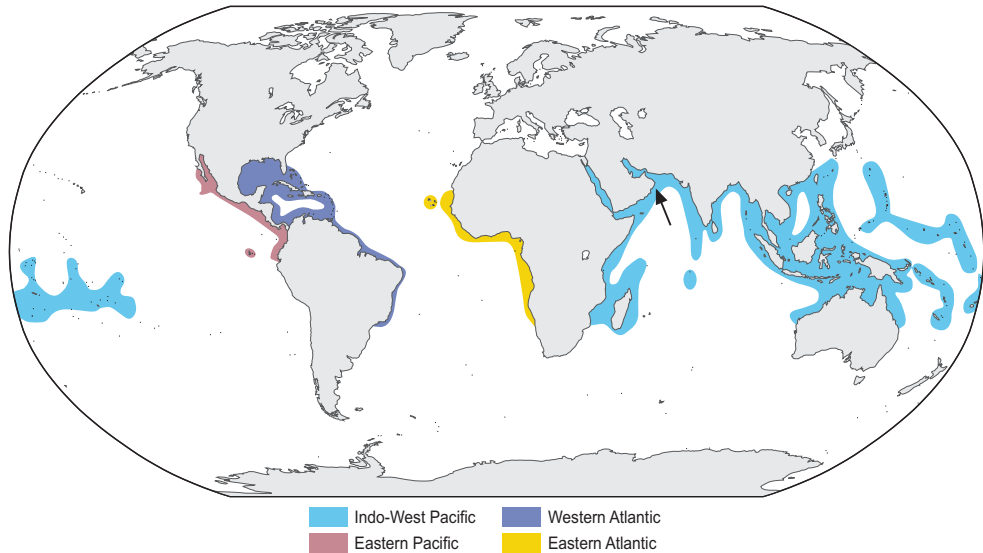 Indo-West Pacific
Western Atlantic
Eastern Pacific
Eastern Atlantic